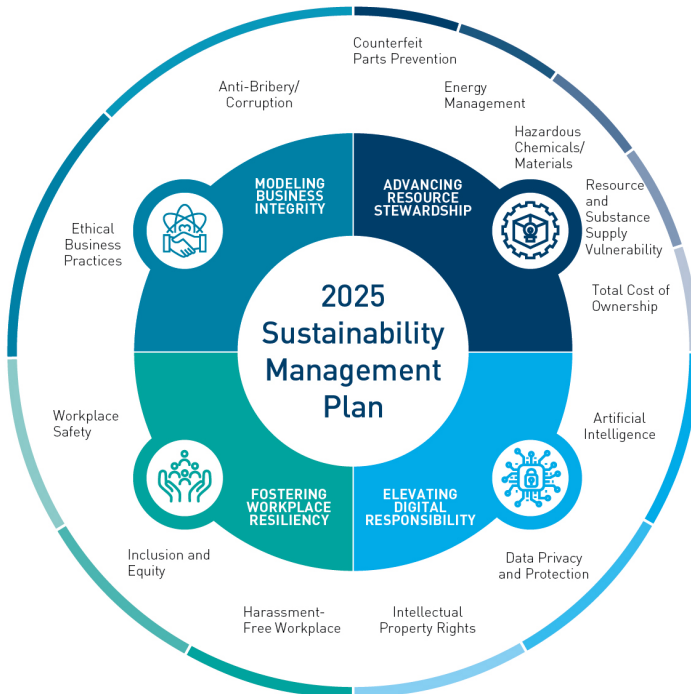 2025
Sustainability
Management
Plan
MODELING
BUSINESS
INTEGRITY
Anti-Bribery/
Corruption
Ethical
Business
Practices
ADVANCING
RESOURCE
STEWARDSHIP
Counterfeit
Parts Prevention
Energy
Management
Hazardous
Chemicals/
Materials
Resource
and
Substance
Supply
Vulnerability
Total Cost of
Ownership
ELEVATING
DIGITAL
RESPONSIBILITY
Artificial
Intelligence
Data Privacy
and Protection
Intellectual
Property Rights
FOSTERING
WORKPLACE
RESILIENCY
Harassment-
Free Workplace
Inclusion and
Equity
Workplace
Safety